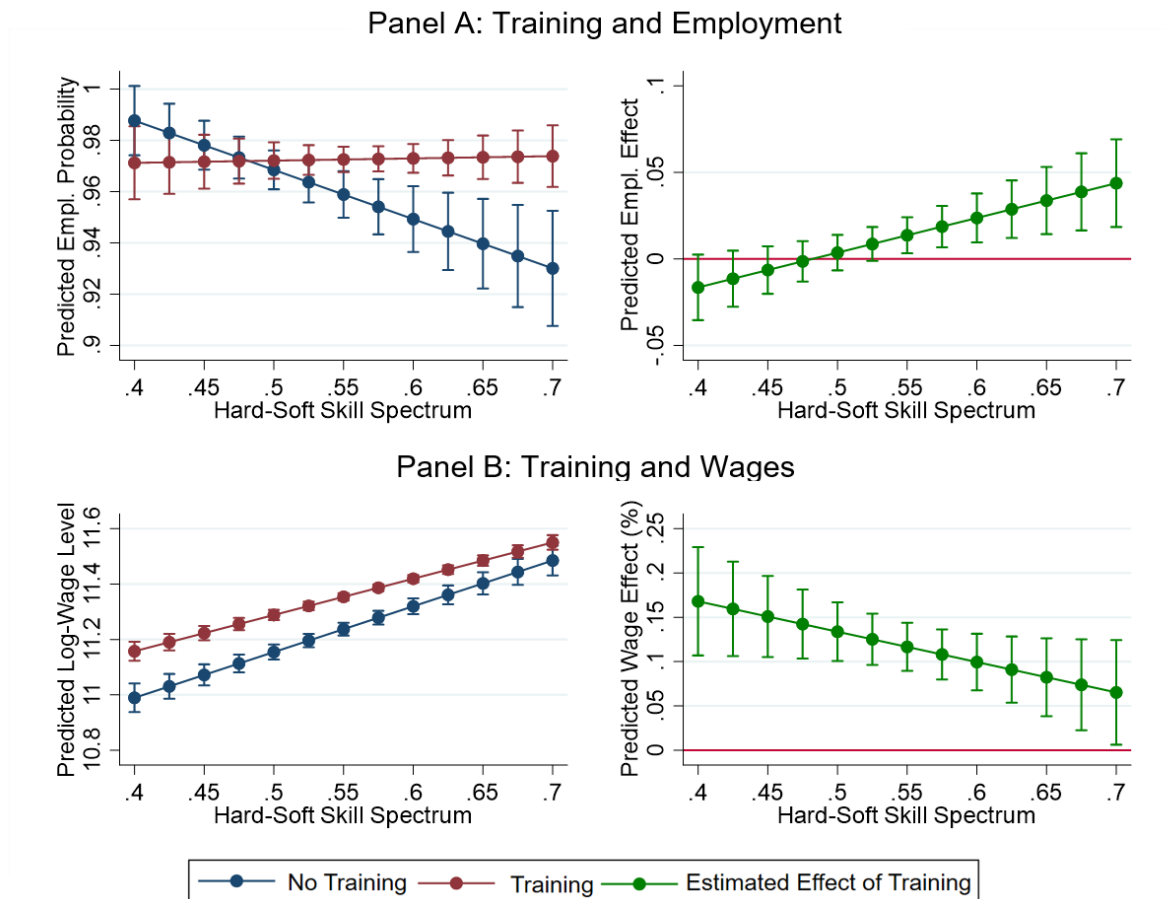 Panel A: Training and Employment
Predicted Empl. Probability
1
.98
.96
.94
.92
.9
.4 .45 .5 .55 .6 .65 .7
Hard-Soft Skill Spectrum
Predicted Empl. Effect
.1
.05
0
-.05
.4 .45 .5 .55 .6 .65 .7
Hard-Soft Skill Spectrum
Panel B: Training and Wages
Predicted Log-Wage Level
11.6
11.4
11.2
11
10.8
.4 .45 .5 .55 .6 .65 .7
Hard-Soft Skill Spectrum
Predicted Wage Effect (%)
.25
.2
.15
.1
.05
0
.4 .45 .5 .55 .6 .65 .7
Hard-Soft Skill Spectrum
No Training Training Estimated Effect of Training